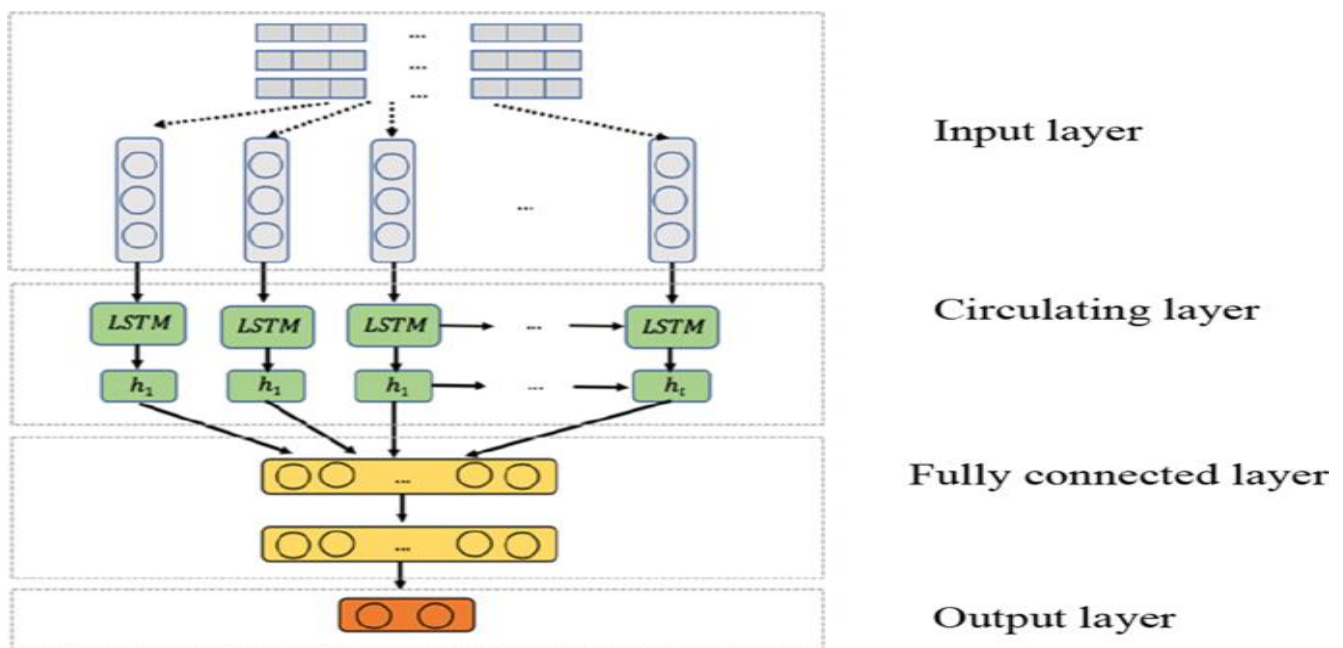 ...
...
...
Input layer
...
Circulating layer
LSTM LSTM LSTM ... LSTM
h₁ h₁ h₁ ... hₜ
Fully connected layer
...
...
Output layer